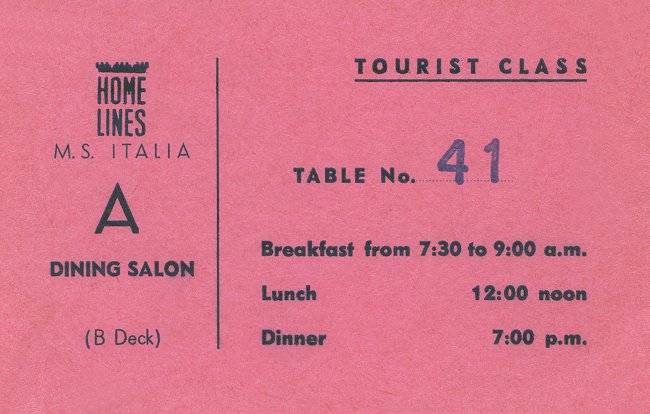 HOME
LINES
M.S. ITALIA
A
DINING SALON
(B Deck)
TOURIST CLASS
TABLE No. 41
Breakfast from 7:30 to 9:00 a.m.
Lunch 12:00 noon
Dinner 7:00 p.m.